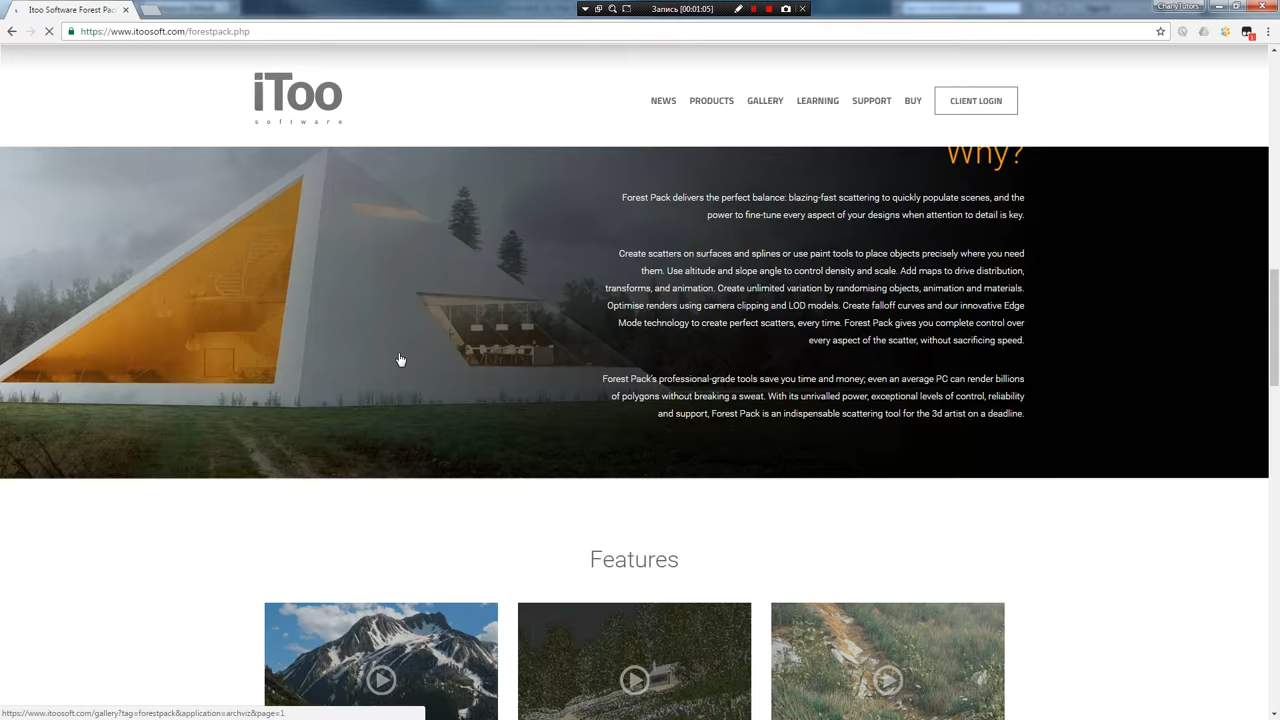 Itoo Software Forest Pac
Запись [00:01:05]
CharlyTutors
https://www.itoosoft.com/forestpack.php
iToo
software
NEWS PRODUCTS GALLERY LEARNING SUPPORT BUY CLIENT LOGIN
Why?
Forest Pack delivers the perfect balance: blazing-fast scattering to quickly populate scenes, and the
power to fine-tune every aspect of your designs when attention to detail is key.
Create scatters on surfaces and splines or use paint tools to place objects precisely where you need
them. Use altitude and slope angle to control density and scale. Add maps to drive distribution,
transforms, and animation. Create unlimited variation by randomising objects, animation and materials.
Optimise renders using camera clipping and LOD models. Create falloff curves and our innovative Edge
Mode technology to create perfect scatters, every time. Forest Pack gives you complete control over
every aspect of the scatter, without sacrificing speed.
Forest Pack's professional-grade tools save you time and money; even an average PC can render billions
of polygons without breaking a sweat. With its unrivalled power, exceptional levels of control, reliability
and support, Forest Pack is an indispensable scattering tool for the 3d artist on a deadline.
Features
https://www.itoosoft.com/gallery?tag=forestpack&application=archviz&page=1